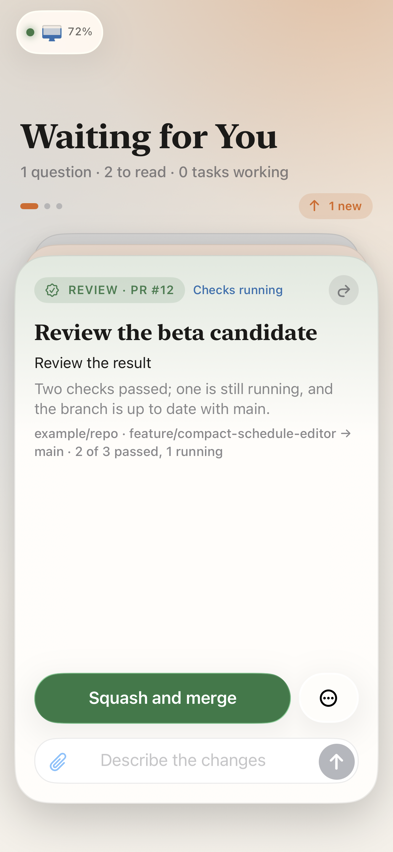 72%
Waiting for You
1 question · 2 to read · 0 tasks working
1 new
REVIEW · PR #12
Checks running
Review the beta candidate
Review the result
Two checks passed; one is still running, and
the branch is up to date with main.
example/repo · feature/compact-schedule-editor →
main · 2 of 3 passed, 1 running
Squash and merge
Describe the changes